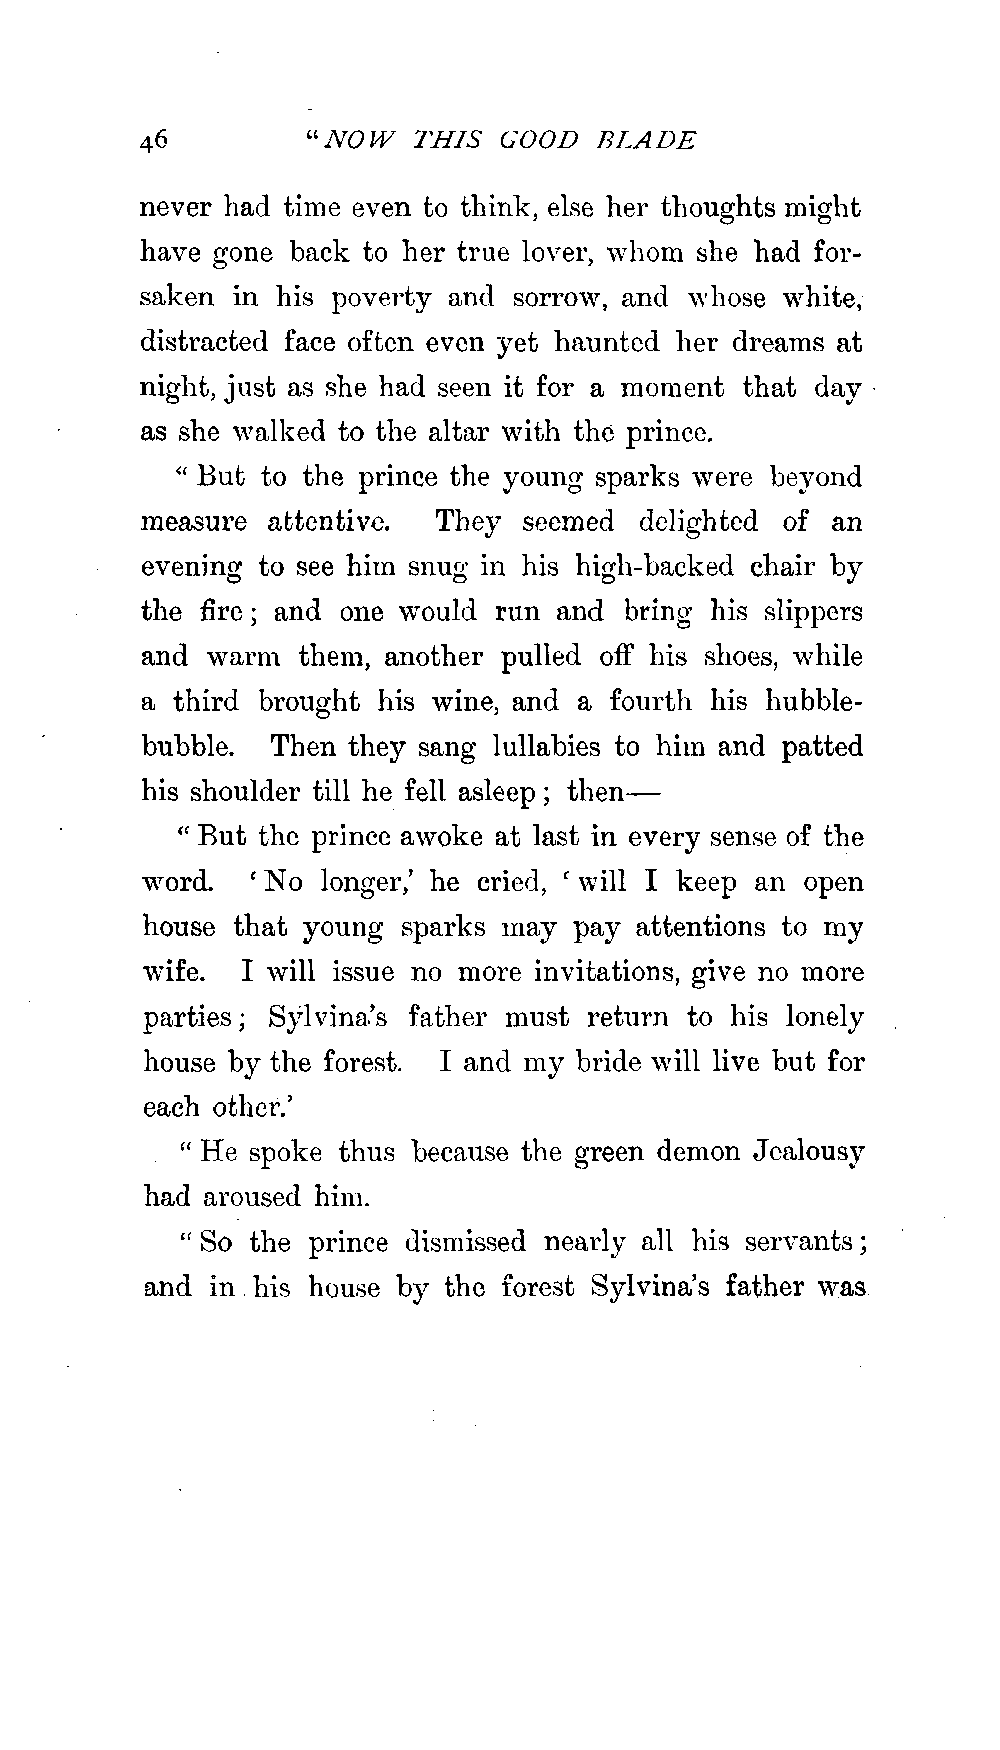 46 "NOW THIS GOOD BLADE
never had time even to think, else her thoughts might
have gone back to her true lover, whom she had for-
saken in his poverty and sorrow, and whose white,
distracted face often even yet haunted her dreams at
night, just as she had seen it for a moment that day
as she walked to the altar with the prince.
"But to the prince the young sparks were beyond
measure attentive. They seemed delighted of an
evening to see him snug in his high-backed chair by
the fire; and one would run and bring his slippers
and warm them, another pulled off his shoes, while
a third brought his wine, and a fourth his hubble-
bubble. Then they sang lullabies to him and patted
his shoulder till he fell asleep; then—
"But the prince awoke at last in every sense of the
word. 'No longer,' he cried, 'will I keep an open
house that young sparks may pay attentions to my
wife. I will issue no more invitations, give no more
parties; Sylvina's father must return to his lonely
house by the forest. I and my bride will live but for
each other.'
"He spoke thus because the green demon Jealousy
had aroused him.
"So the prince dismissed nearly all his servants;
and in his house by the forest Sylvina's father was